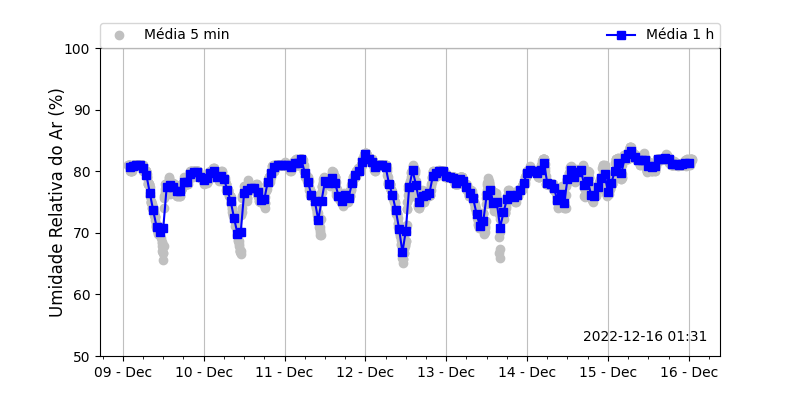 Média 5 min
Média 1 h
100
90
80
70
60
50
Umidade Relativa do Ar (%)
2022-12-16 01:31
09 - Dec
10 - Dec
11 - Dec
12 - Dec
13 - Dec
14 - Dec
15 - Dec
16 - Dec